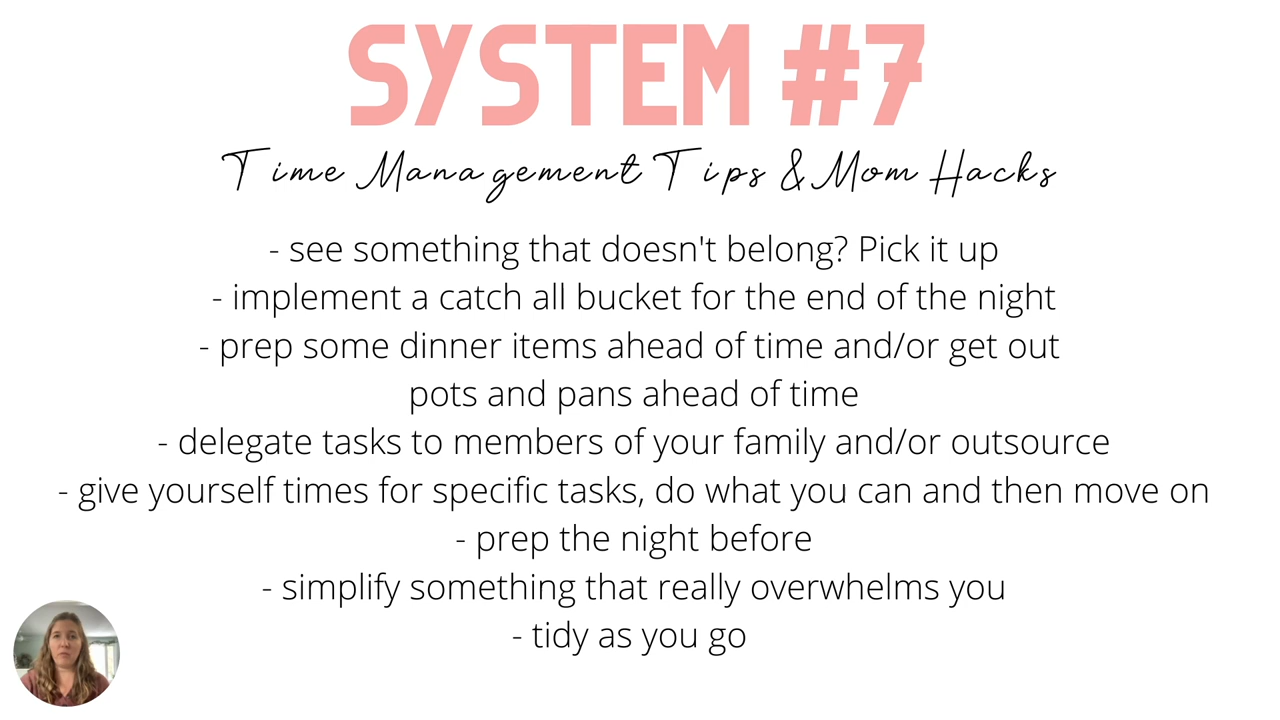 SYSTEM #7
Time Management Tips & Mom Hacks
- see something that doesn't belong? Pick it up
- implement a catch all bucket for the end of the night
- prep some dinner items ahead of time and/or get out
pots and pans ahead of time
- delegate tasks to members of your family and/or outsource
- give yourself times for specific tasks, do what you can and then move on
- prep the night before
- simplify something that really overwhelms you
- tidy as you go